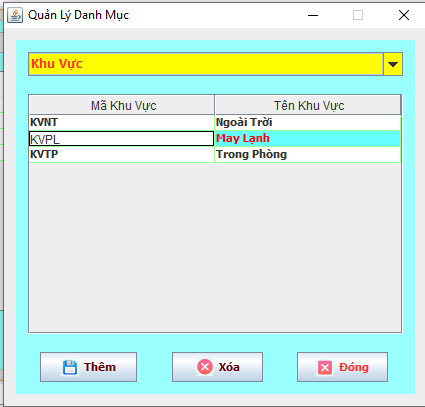 Quản Lý Danh Mục
Khu Vực
Mã Khu Vực Tên Khu Vực
KVNT Ngoài Trời
KVPL May Lạnh
KVTP Trong Phòng
Thêm Xóa Đóng